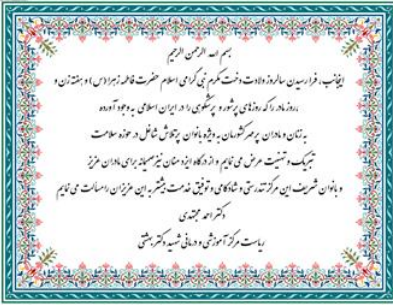 بسم الله الرحمن الرحیم
اینجانب، فرارسیدن سالروز ولادت دخت مکرم نبی گرامی اسلام حضرت فاطمه زهرا (س) و هفته زن و
روز مادر را که روزهای پرشور و پرشکوهی را در ایران اسلامی به وجود آورده،
به زنان و مادران پرمهر کشورمان به ویژه بانوان پرتلاش شاغل در حوزه سلامت
تبریک و تهنیت عرض می نمایم و از درگاه ایزد منان نیز صمیمانه برای مادران عزیز
و بانوان شریف این مرکز تندرستی و شادکامی و توفیق خدمت بیشتر به این عزیزان را مسالت می نمایم
دکتر احمد مجتهدی
ریاست مرکز آموزشی و درمانی شهید دکتر بهشتی